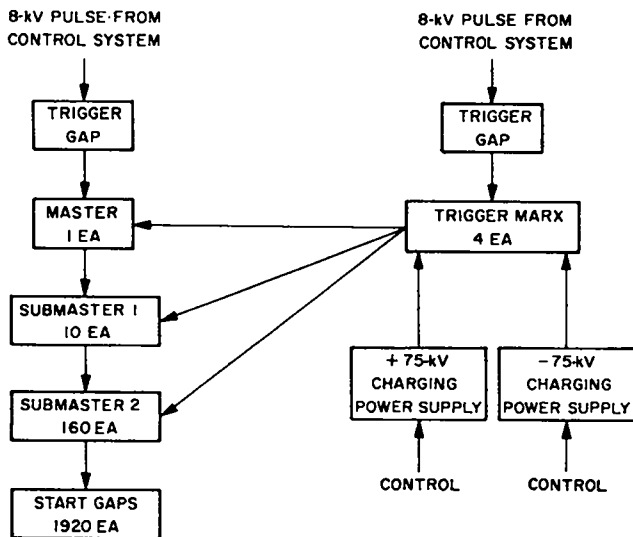 8-kV PULSE FROM
CONTROL SYSTEM
TRIGGER
GAP
MASTER
1 EA
SUBMASTER 1
10 EA
SUBMASTER 2
160 EA
START GAPS
1920 EA
8-kV PULSE FROM
CONTROL SYSTEM
TRIGGER
GAP
TRIGGER MARX
4 EA
+75-kV
CHARGING
POWER SUPPLY
-75-kV
CHARGING
POWER SUPPLY
CONTROL
CONTROL